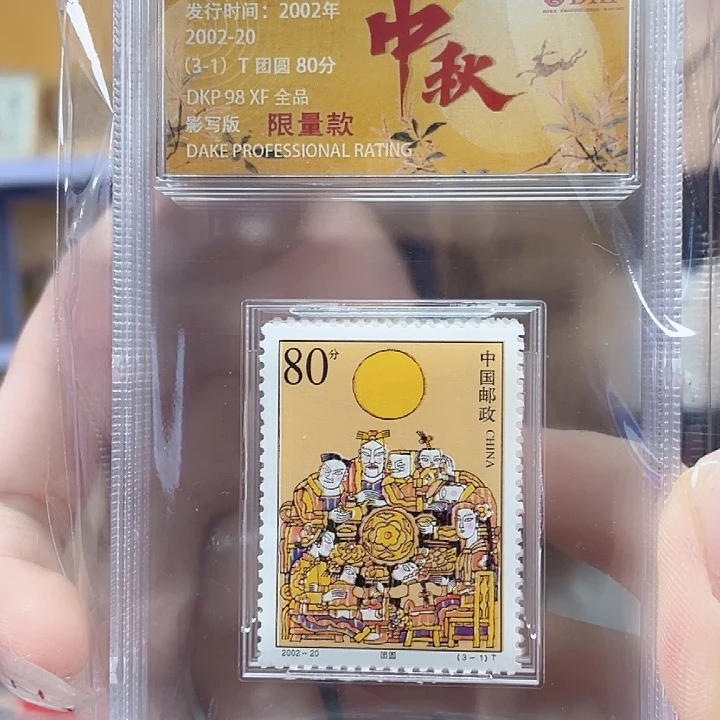 发行时间：2002年
2002-20
（3-1）T 团圆 80分
DKP 98 XF 全品
影写版 限量款
DAKE PROFESSIONAL RATING
中秋
80分
中国邮政 CHINA
2002-20 团圆 (3-1) T